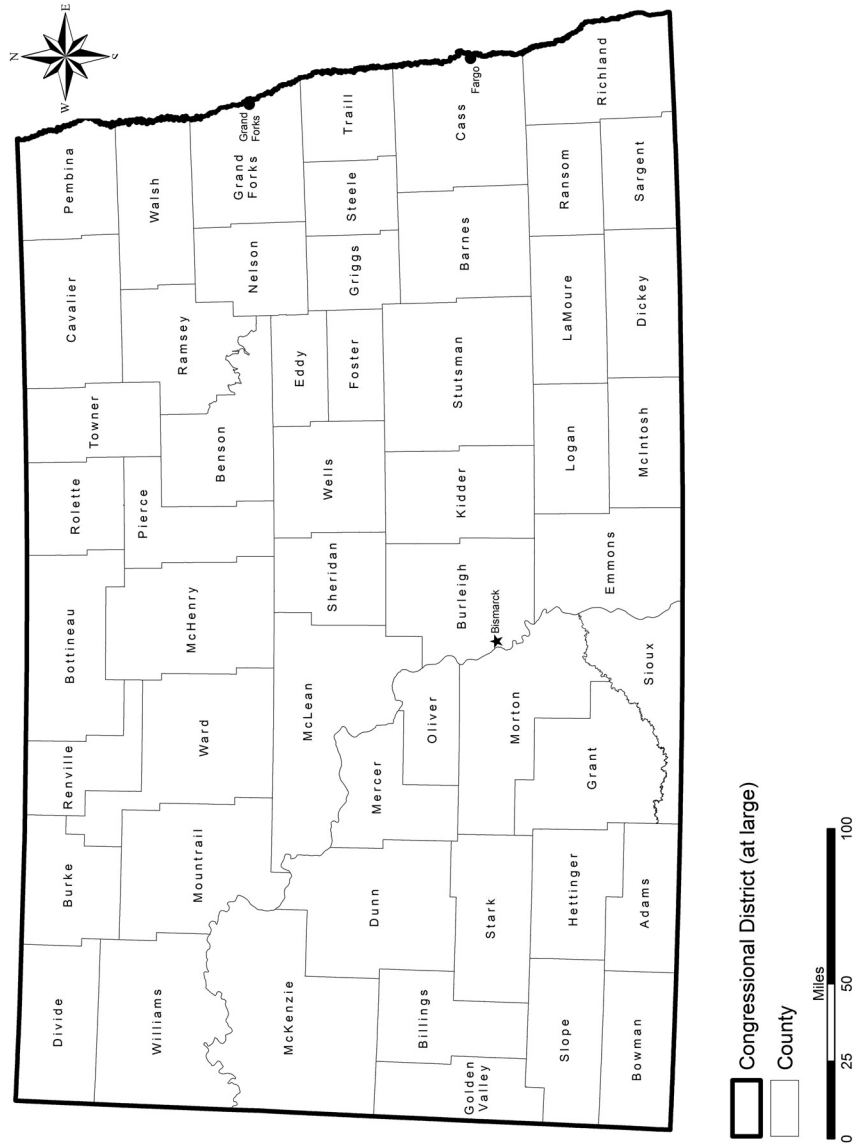 N
W
E
S
Divide
Burke
Renville
Bottineau
Rolette
Towner
Cavalier
Pembina
Williams
Mountrail
Ward
McHenry
Pierce
Benson
Ramsey
Walsh
Nelson
Grand
Forks
Grand
Forks
McKenzie
Dunn
Mercer
McLean
Sheridan
Wells
Eddy
Foster
Griggs
Steele
Traill
Golden
Valley
Billings
Stark
Oliver
Morton
Burleigh
Bismarck
Kidder
Stutsman
Barnes
Cass
Fargo
Slope
Hettinger
Grant
Emmons
Logan
LaMoure
Ransom
Richland
Bowman
Adams
Sioux
McIntosh
Dickey
Sargent
Congressional District (at large)
County
Miles
0 25 50 100